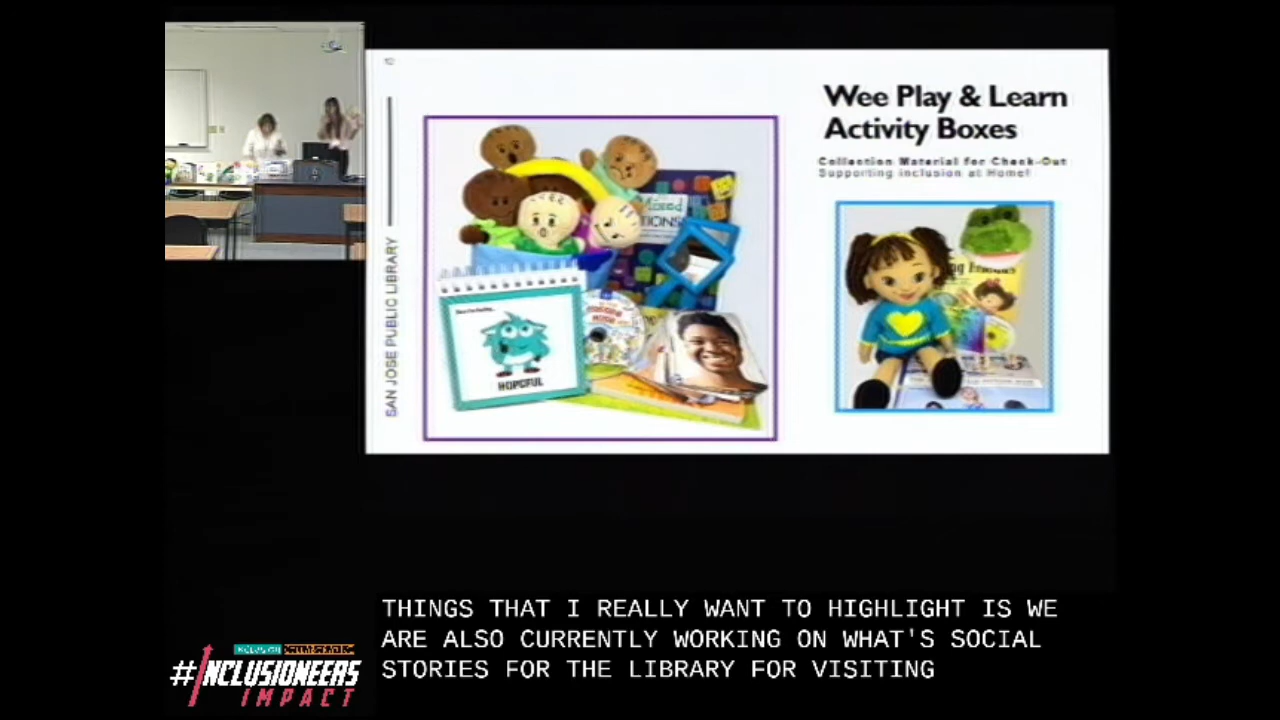 Wee Play & Learn
Activity Boxes
Collection Material for Check-Out
Supporting inclusion at Home!
SAN JOSE PUBLIC LIBRARY
HOPEFUL
THINGS THAT I REALLY WANT TO HIGHLIGHT IS WE
ARE ALSO CURRENTLY WORKING ON WHAT'S SOCIAL
STORIES FOR THE LIBRARY FOR VISITING
#INCLUSIONEERS
IMPACT